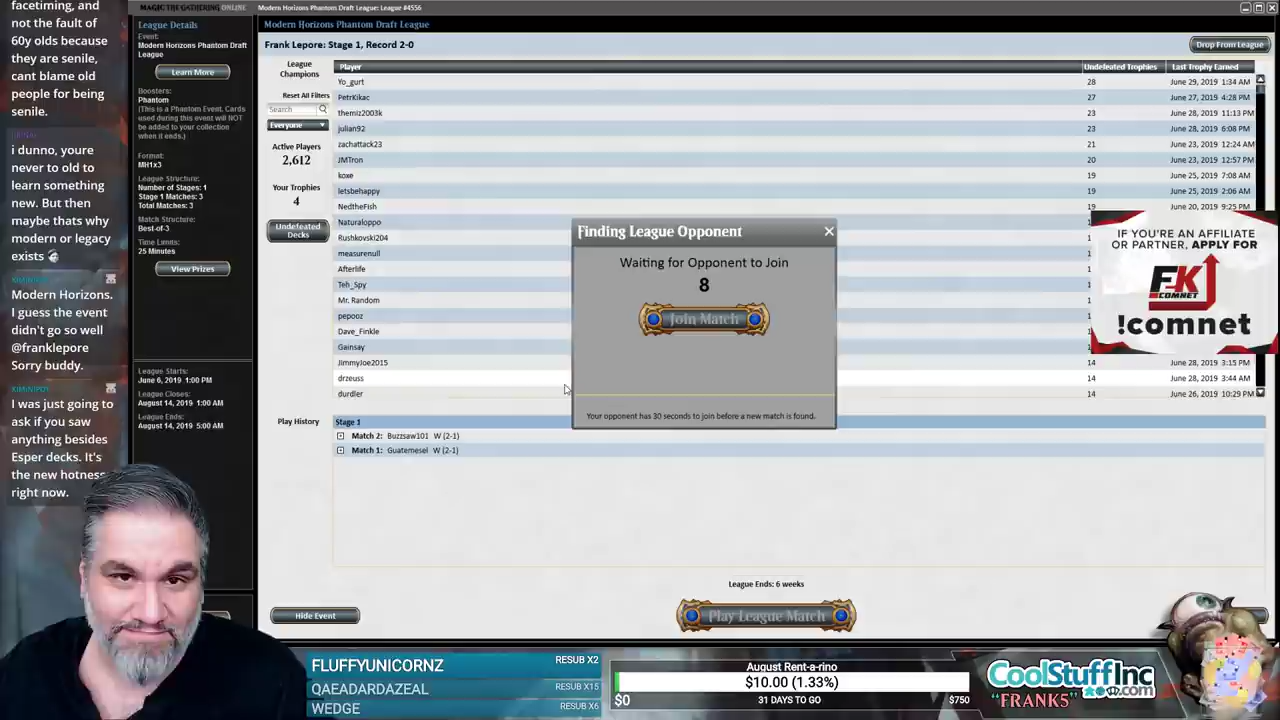 facetiming, and
not the fault of
60y olds because
they are senile,
cant blame old
people for being
senile.
i dunno, youre
never to old to
learn something
new. But then
maybe thats why
modern or legacy
exists
Modern Horizons.
I guess the event
didn't go so well
@franklepore
Sorry buddy.
I was just going to
ask if you saw
anything besides
Esper decks. It's
the new hotness
right now.
MAGIC THE GATHERING ONLINE
Modern Horizons Phantom Draft League: League #4556
League Details
Event:
Modern Horizons Phantom Draft
League
Learn More
Boosters:
Phantom
(This is a Phantom Event. Cards
used during this event will NOT
be added to your collection
when it ends.)
Format:
MH1x3
League Structure:
Number of Stages: 1
Stage 1 Matches: 3
Total Matches: 3
Match Structure:
Best-of-3
Time Limits:
25 Minutes
View Prizes
League Starts:
June 6, 2019 1:00 PM
League Closes:
August 14, 2019 1:00 AM
League Ends:
August 14, 2019 5:00 AM
Modern Horizons Phantom Draft League
Frank Lepore: Stage 1, Record 2-0
Drop From League
League
Champions
Reset All Filters
Search
Everyone
Active Players
2,612
Your Trophies
4
Undefeated
Decks
Player Undefeated Trophies Last Trophy Earned
Yo_gurt 28 June 29, 2019 1:34 AM
PetrKikac 27 June 27, 2019 4:28 PM
themiz2003k 23 June 28, 2019 11:13 PM
julian92 23 June 28, 2019 6:08 PM
zachattack23 21 June 23, 2019 12:24 AM
JMTron 20 June 23, 2019 12:57 PM
koxe 19 June 25, 2019 7:08 AM
letsbehappy 19 June 25, 2019 2:06 AM
NedtheFish 19 June 20, 2019 9:25 PM
Naturaloppo
Rushkovski204
measurenull
Afterlife
Teh_Spy
Mr. Random
pepooz
Dave_Finkle
Gainsay
JimmyJoe2015 14 June 28, 2019 3:15 PM
drzeuss 14 June 28, 2019 3:44 AM
durdler 14 June 26, 2019 10:29 PM
Finding League Opponent
Waiting for Opponent to Join
8
Join Match
Your opponent has 30 seconds to join before a new match is found.
IF YOU'RE AN AFFILIATE
OR PARTNER, APPLY FOR
COMNET
!comnet
Play History
Stage 1
Match 2: Buzzsaw101 W (2-1)
Match 1: Guatemesel W (2-1)
League Ends: 6 weeks
Hide Event
Play League Match
FLUFFYUNICORNZ RESUB X2
QAEADARDAZEAL RESUB X15
WEDGE RESUB X6
August Rent-a-rino
$10.00 (1.33%)
$0 31 DAYS TO GO $750
CoolStuffInc
.com
"FRANKS"